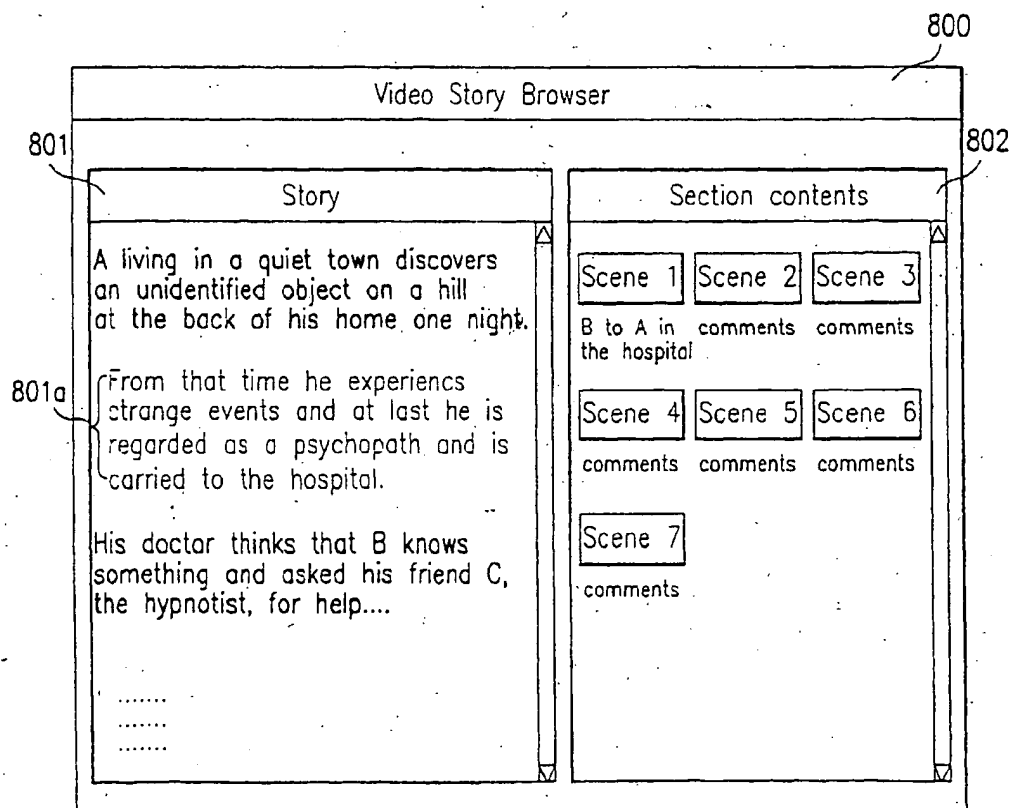 800
Video Story Browser
801
802
Story
A living in a quiet town discovers
an unidentified object on a hill
at the back of his home one night.
801a
From that time he experiencs
strange events and at last he is
regarded as a psychopath and is
carried to the hospital.
His doctor thinks that B knows
something and asked his friend C,
the hypnotist, for help....
.......
.......
.......
Section contents
Scene 1 Scene 2 Scene 3
B to A in comments comments
the hospital
Scene 4 Scene 5 Scene 6
comments comments comments
Scene 7
comments